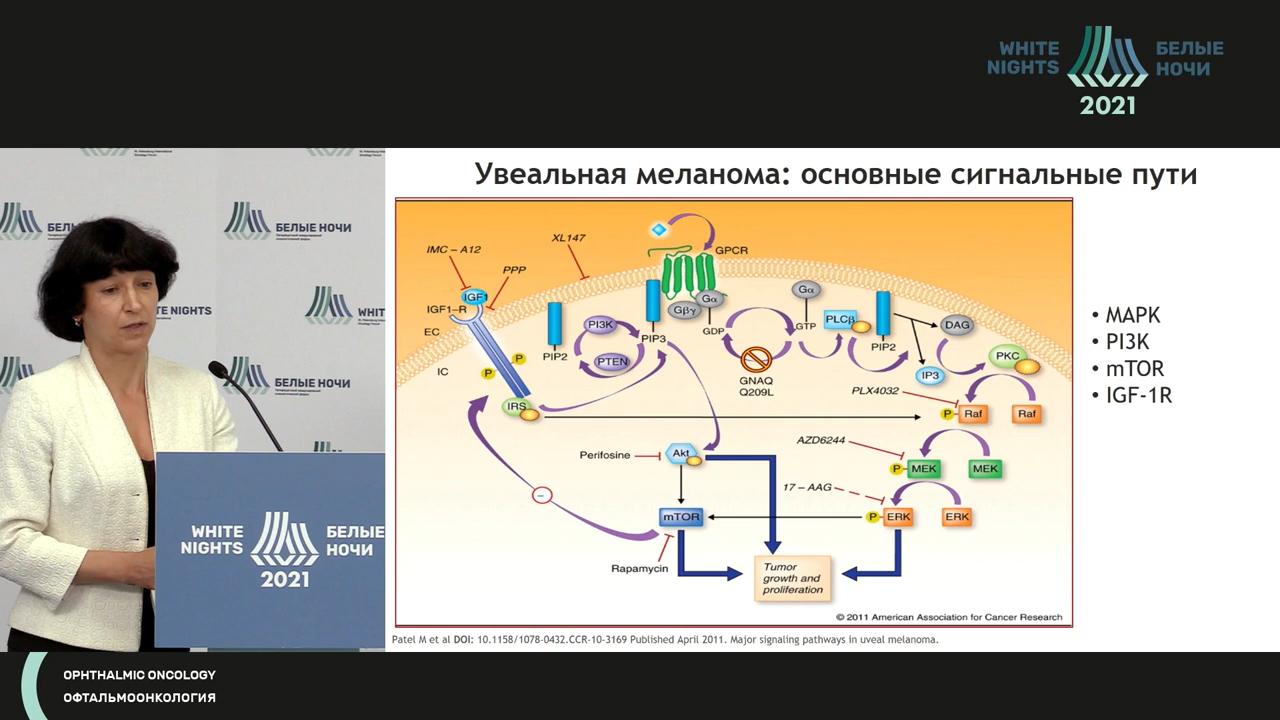 WHITE NIGHTS
БЕЛЫЕ НОЧИ
2021
БЕЛЫЕ НОЧИ
БЕЛЫЕ НОЧИ
WHITE NIGHTS
2021
БЕЛЫЕ НОЧИ
Увеальная меланома: основные сигнальные пути
IMC – A12
XL147
PPP
GPCR
IGF1
IGF1–R
EC
IC
P
P
IRS
PIP2
PI3K
PTEN
PIP3
Gβγ
Gα
GDP
Gα
GTP
GNAQ
Q209L
PLCβ
PIP2
DAG
IP3
PKC
PLX4032
P
Raf
Raf
AZD6244
P
MEK
MEK
17 – AAG
P
ERK
ERK
Perifosine
Akt
–
mTOR
Rapamycin
Tumor
growth and
proliferation
© 2011 American Association for Cancer Research
• MAPK
• PI3K
• mTOR
• IGF-1R
Patel M et al DOI: 10.1158/1078-0432.CCR-10-3169 Published April 2011. Major signaling pathways in uveal melanoma.
OPHTHALMIC ONCOLOGY
ОФТАЛЬМООНКОЛОГИЯ